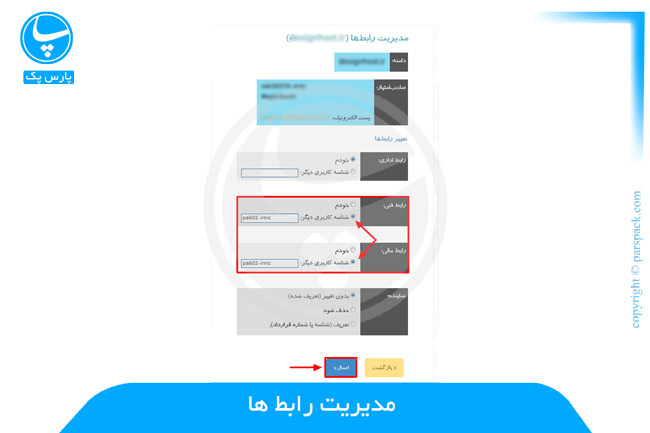 پارس پک
مدیریت رابط‌ها
دامنه:
صاحب‌امتیاز:
پست الکترونیک:
تغییر رابط‌ها
رابط اداری:
خودم
شناسه کاربری دیگر:
رابط فنی:
خودم
شناسه کاربری دیگر: pa602-irnic
رابط مالی:
خودم
شناسه کاربری دیگر: pa602-irnic
نماینده:
بدون تغییر (تعریف شده)
حذف شود
تعریف (شناسه یا شماره قرارداد):
بازگشت
ارسال
copyright © parspack.com
مدیریت رابط ها